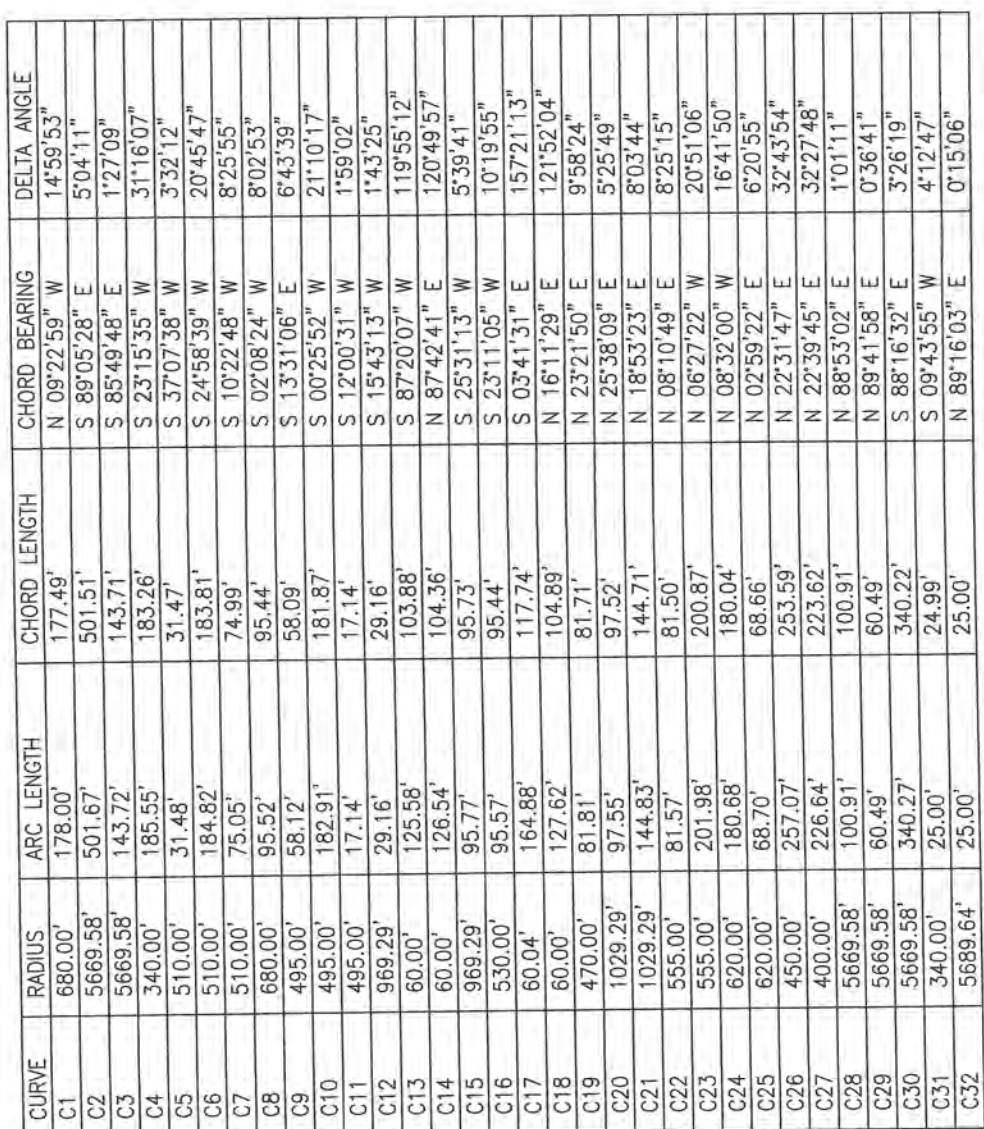 CURVE RADIUS ARC LENGTH CHORD LENGTH CHORD BEARING DELTA ANGLE
C1 680.00' 178.00' 177.49' N 09°22'59" W 14°59'53"
C2 5669.58' 501.67' 501.51' S 89°05'28" E 5°04'11"
C3 5669.58' 143.72' 143.71' S 85°49'48" E 1°27'09"
C4 340.00' 185.55' 183.26' S 23°15'35" W 31°16'07"
C5 510.00' 31.48' 31.47' S 37°07'38" W 3°32'12"
C6 510.00' 184.82' 183.81' S 24°58'39" W 20°45'47"
C7 510.00' 75.05' 74.99' S 10°22'48" W 8°25'55"
C8 680.00' 95.52' 95.44' S 02°08'24" W 8°02'53"
C9 495.00' 58.12' 58.09' S 13°31'06" E 6°43'39"
C10 495.00' 182.91' 181.87' S 00°25'52" W 21°10'17"
C11 495.00' 17.14' 17.14' S 12°00'31" W 1°59'02"
C12 969.29' 29.16' 29.16' S 15°43'13" W 1°43'25"
C13 60.00' 125.58' 103.88' S 87°20'07" W 119°55'12"
C14 60.00' 126.54' 104.36' N 87°42'41" E 120°49'57"
C15 969.29' 95.77' 95.73' S 25°31'13" W 5°39'41"
C16 530.00' 95.57' 95.44' S 23°11'05" W 10°19'55"
C17 60.04' 164.88' 117.74' S 03°41'31" E 157°21'13"
C18 60.00' 127.62' 104.89' N 16°11'29" E 121°52'04"
C19 470.00' 81.81' 81.71' N 23°21'50" E 9°58'24"
C20 1029.29' 97.55' 97.52' N 25°38'09" E 5°25'49"
C21 1029.29' 144.83' 144.71' N 18°53'23" E 8°03'44"
C22 555.00' 81.57' 81.50' N 08°10'49" E 8°25'15"
C23 555.00' 201.98' 200.87' N 06°27'22" W 20°51'06"
C24 620.00' 180.68' 180.04' N 08°32'00" W 16°41'50"
C25 620.00' 68.70' 68.66' N 02°59'22" E 6°20'55"
C26 450.00' 257.07' 253.59' N 22°31'47" E 32°43'54"
C27 400.00' 226.64' 223.62' N 22°39'45" E 32°27'48"
C28 5669.58' 100.91' 100.91' N 88°53'02" E 1°01'11"
C29 5669.58' 60.49' 60.49' N 89°41'58" E 0°36'41"
C30 5669.58' 340.27' 340.22' S 88°16'32" E 3°26'19"
C31 340.00' 25.00' 24.99' S 09°43'55" W 4°12'47"
C32 5689.64' 25.00' 25.00' N 89°16'03" E 0°15'06"